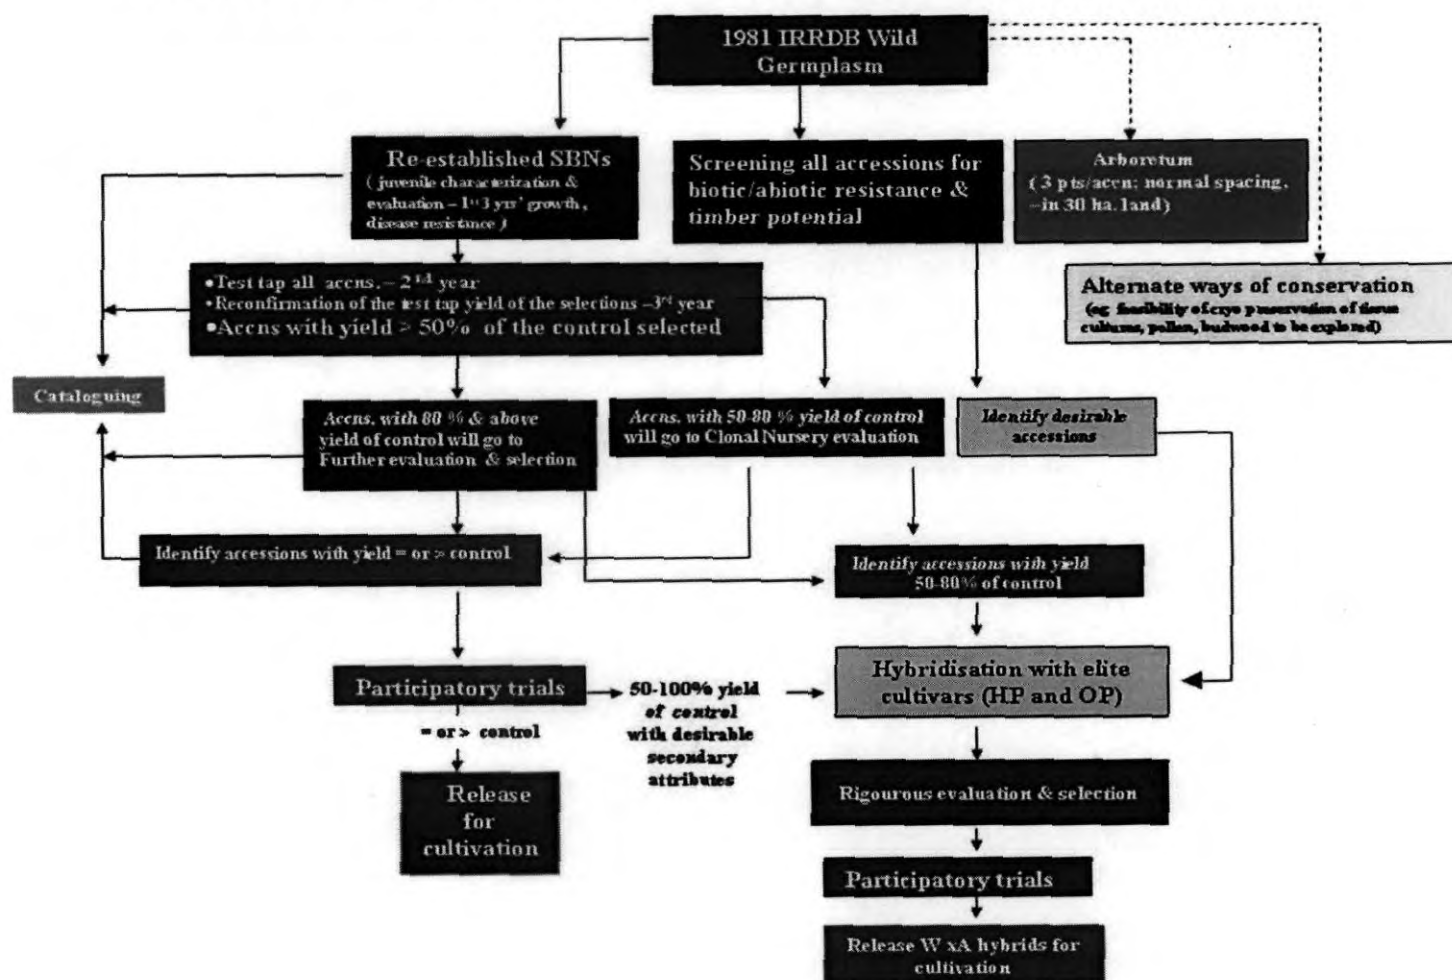 1981 IRRDB Wild
Germplasm
Re-established SBNs
( juvenile characterization &
evaluation – 1st 3 yrs' growth,
disease resistance )
Screening all accessions for
biotic/abiotic resistance &
timber potential
Arboretum
( 3 pts/accn; normal spacing,
–in 30 ha. land)
Alternate ways of conservation
(eg feasibility of cryo preservation of tissue
cultures, pollen, budwood to be explored)
•Test tap all accns. – 2nd year
•Reconfirmation of the test tap yield of the selections –3rd year
•Accns with yield > 50% of the control selected
Cataloguing
Accns. with 80 % & above
yield of control will go to
Further evaluation & selection
Accns. with 50-80 % yield of control
will go to Clonal Nursery evaluation
Identify desirable
accessions
Identify accessions with yield = or > control
Identify accessions with yield
50-80% of control
Participatory trials
50-100% yield
of control
with desirable
secondary
attributes
Hybridisation with elite
cultivars (HP and OP)
= or > control
Release
for
cultivation
Rigourous evaluation & selection
Participatory trials
Release W xA hybrids for
cultivation